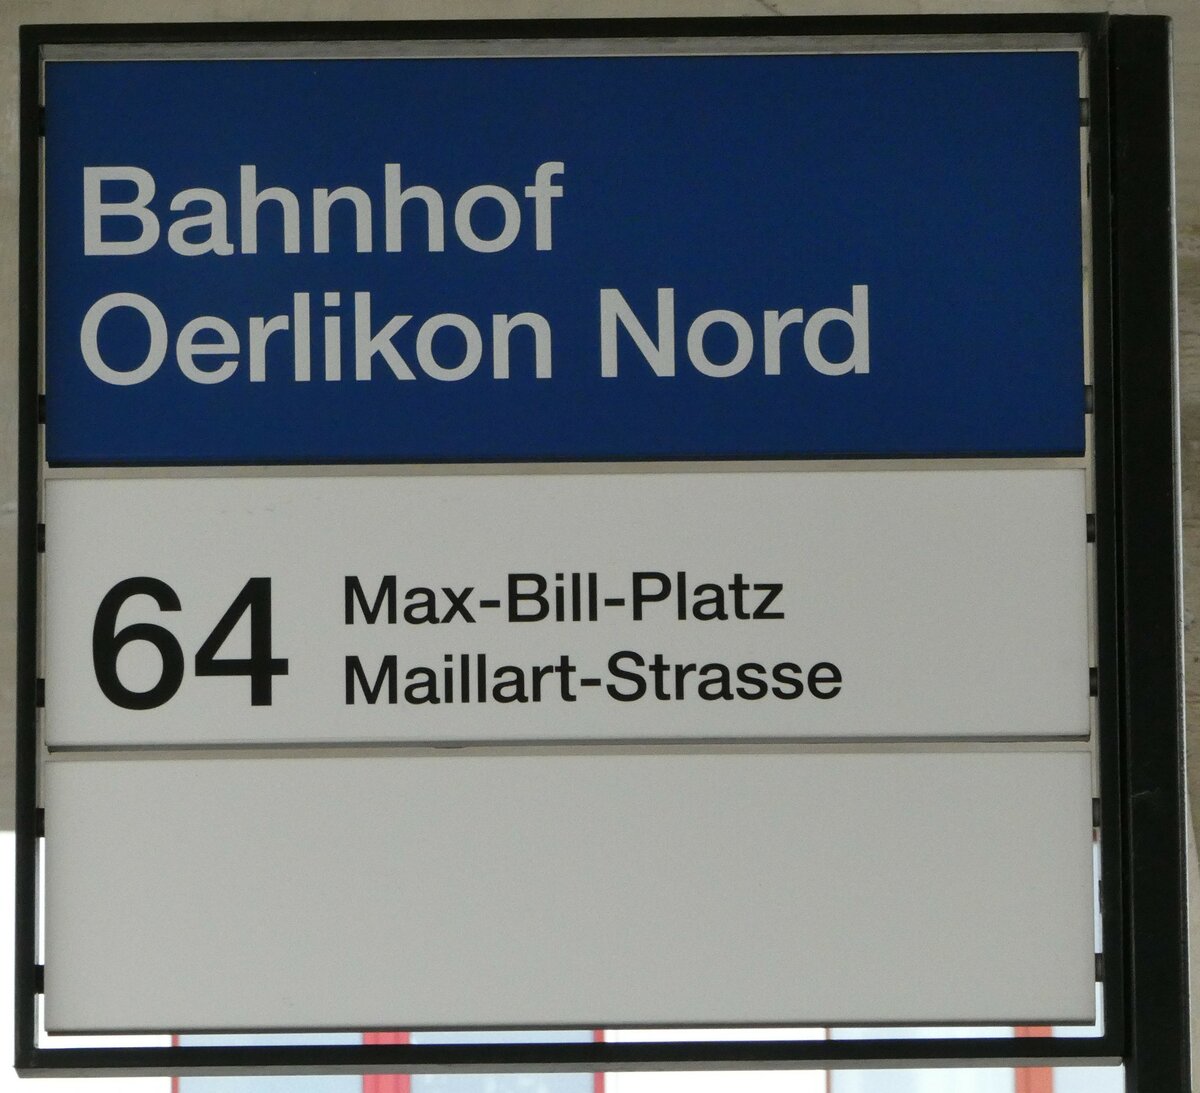 Bahnhof
Oerlikon Nord
64 Max-Bill-Platz
Maillart-Strasse